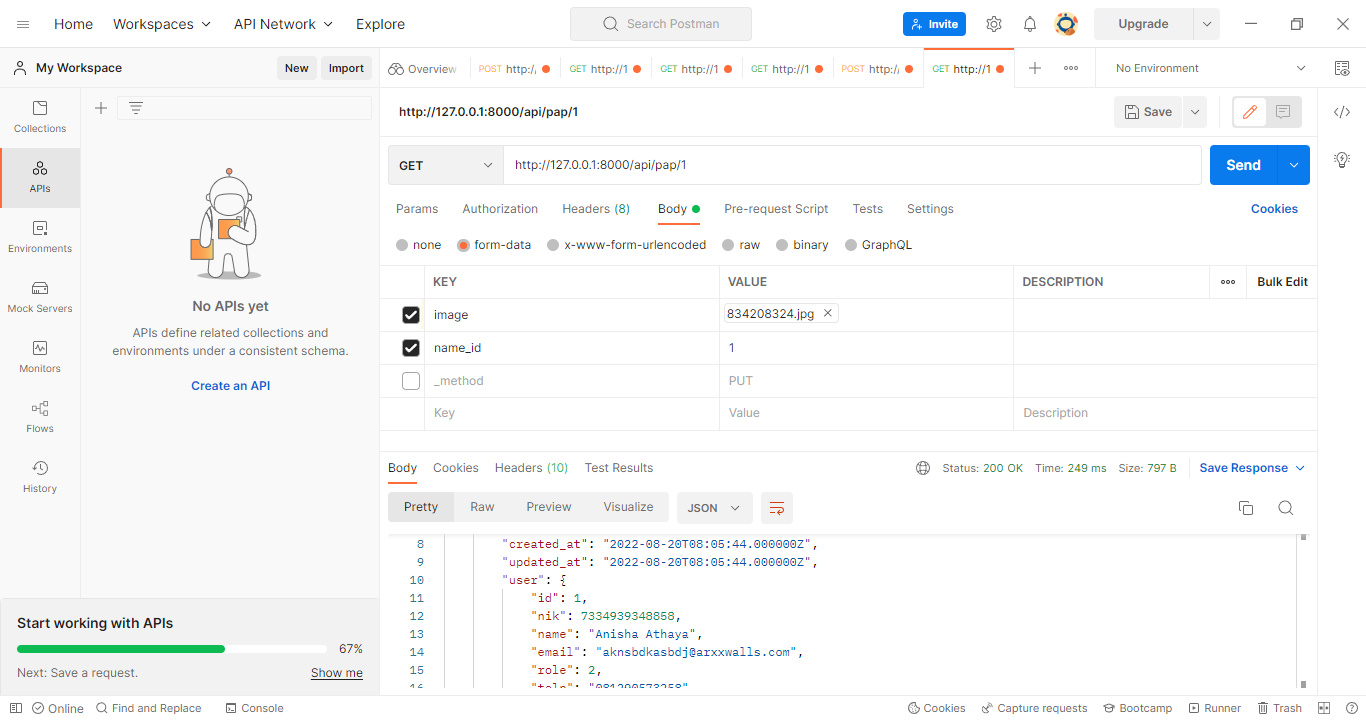 Home Workspaces API Network Explore Search Postman Invite Upgrade
My Workspace New Import Overview POST http:/, GET http://1 GET http://1 GET http://1 POST http:/, GET http://1 No Environment
Collections
APIs
Environments
Mock Servers
Monitors
Flows
History
No APIs yet
APIs define related collections and
environments under a consistent schema.
Create an API
Start working with APIs
67%
Next: Save a request. Show me
http://127.0.0.1:8000/api/pap/1 Save
GET http://127.0.0.1:8000/api/pap/1 Send
Params Authorization Headers (8) Body Pre-request Script Tests Settings Cookies
none form-data x-www-form-urlencoded raw binary GraphQL
KEY VALUE DESCRIPTION Bulk Edit
image 834208324.jpg
name_id 1
_method PUT
Key Value Description
Body Cookies Headers (10) Test Results Status: 200 OK Time: 249 ms Size: 797 B Save Response
Pretty Raw Preview Visualize JSON
8 "created_at": "2022-08-20T08:05:44.000000Z",
9 "updated_at": "2022-08-20T08:05:44.000000Z",
10 "user": {
11 "id": 1,
12 "nik": 7334939348858,
13 "name": "Anisha Athaya",
14 "email": "aknsbdkasbdj@arxxwalls.com",
15 "role": 2,
16
Online Find and Replace Console Cookies Capture requests Bootcamp Runner Trash